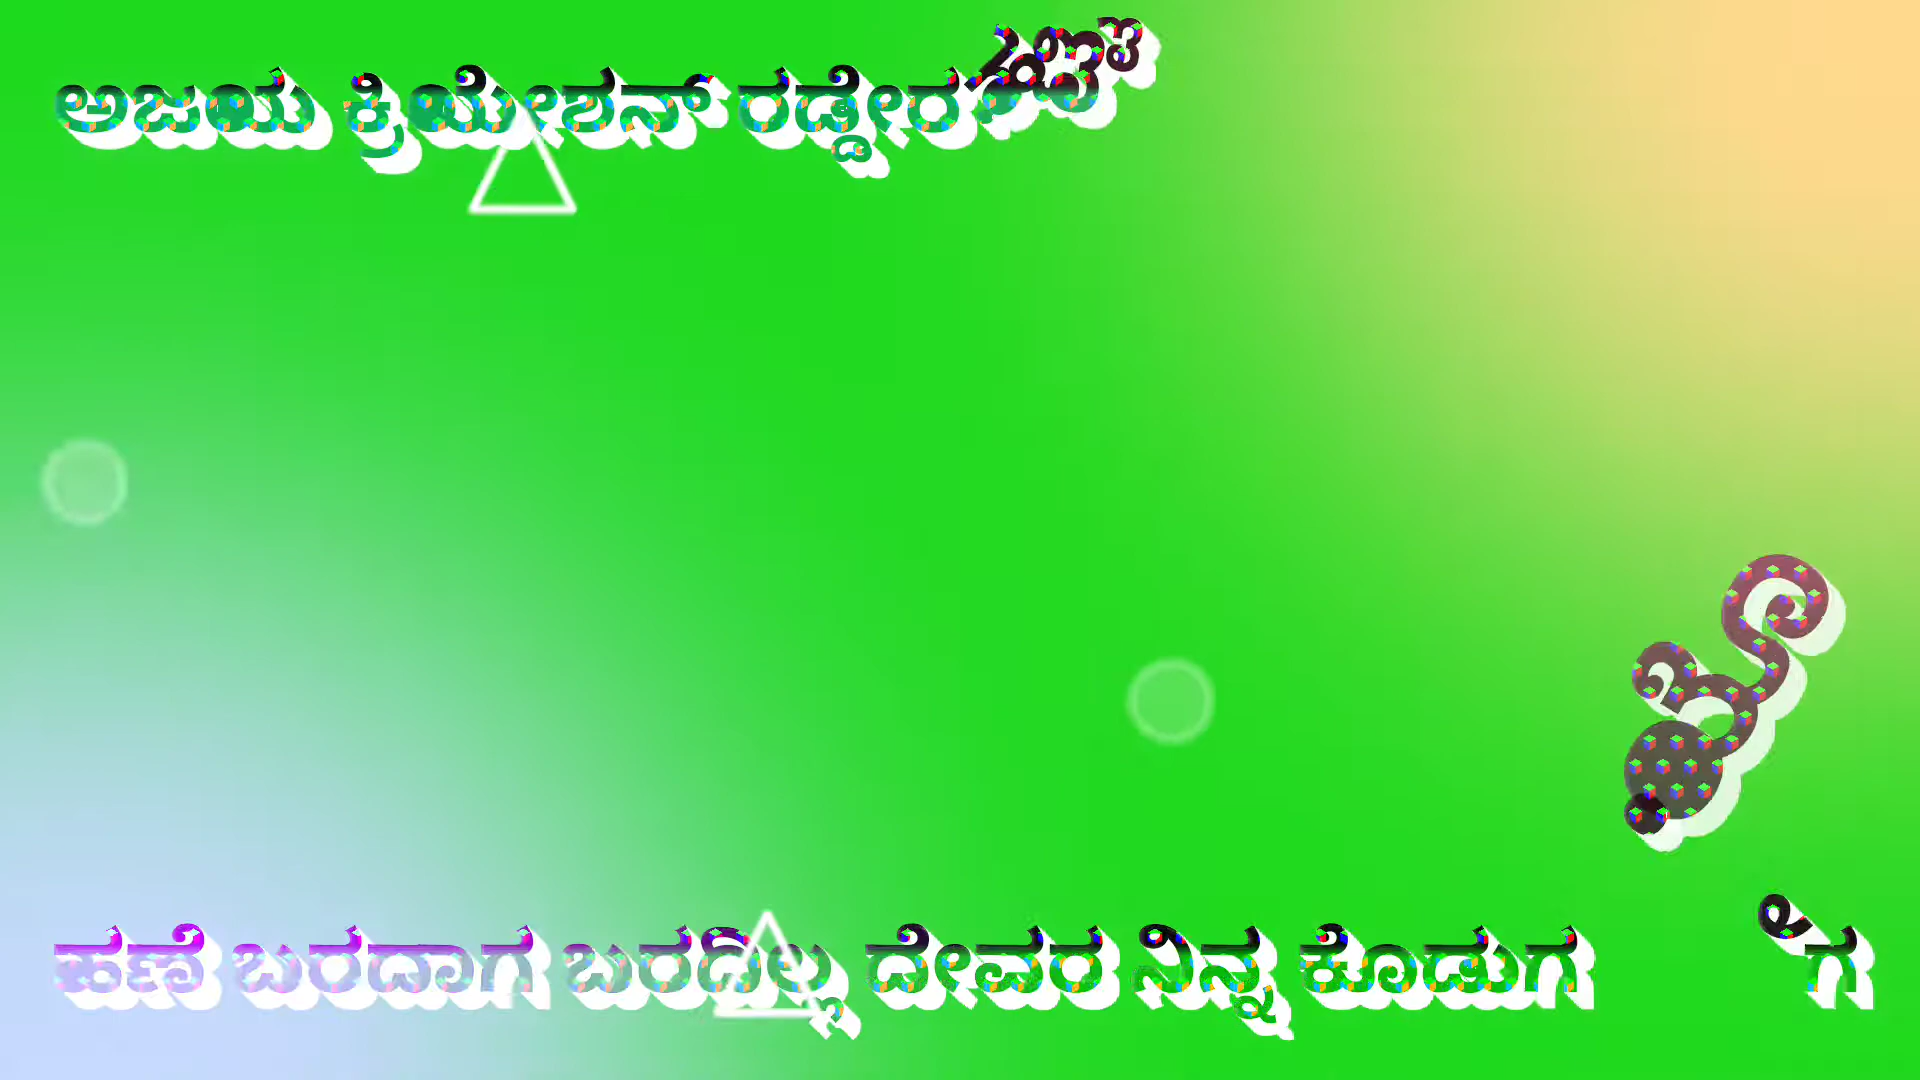 ಅಜಯ ಕ್ರಿಯೇಶನ್ ರಡ್ಡೇರ
ಹಣೆ ಬರದಾಗ ಬರದಿಲ್ಲ ದೇವರ ನಿನ್ನ ಕೊಡುಗ